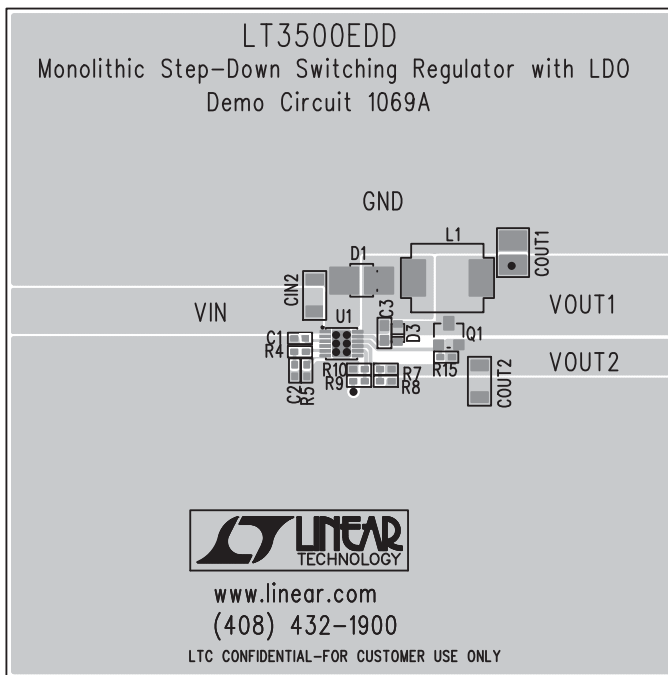 LT3500EDD
Monolithic Step-Down Switching Regulator with LDO
Demo Circuit 1069A
GND
L1
COUT1
D1
CIN2
VIN
U1
C3
D3
Q1
VOUT1
C1
R4
C2
R5
R10
R9
R7
R8
R15
COUT2
VOUT2
LT LINEAR
TECHNOLOGY
www.linear.com
(408) 432-1900
LTC CONFIDENTIAL-FOR CUSTOMER USE ONLY